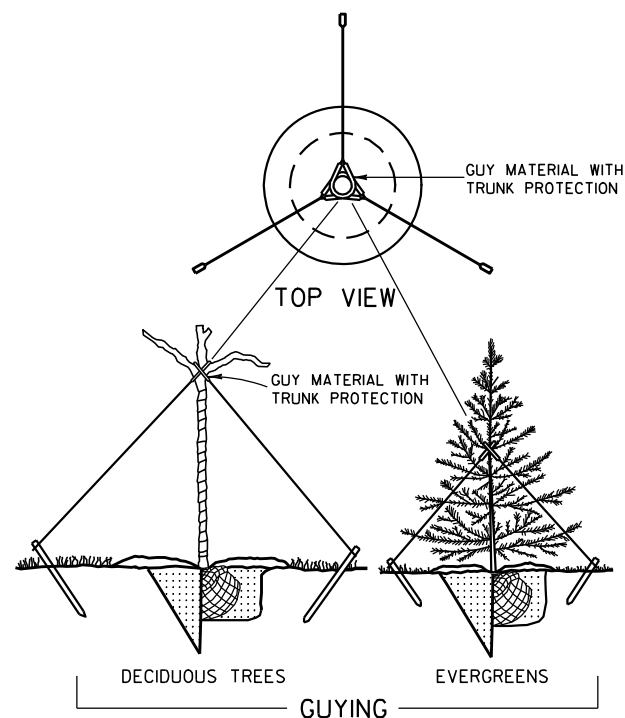 GUY MATERIAL WITH
TRUNK PROTECTION
TOP VIEW
GUY MATERIAL WITH
TRUNK PROTECTION
DECIDUOUS TREES
EVERGREENS
GUYING